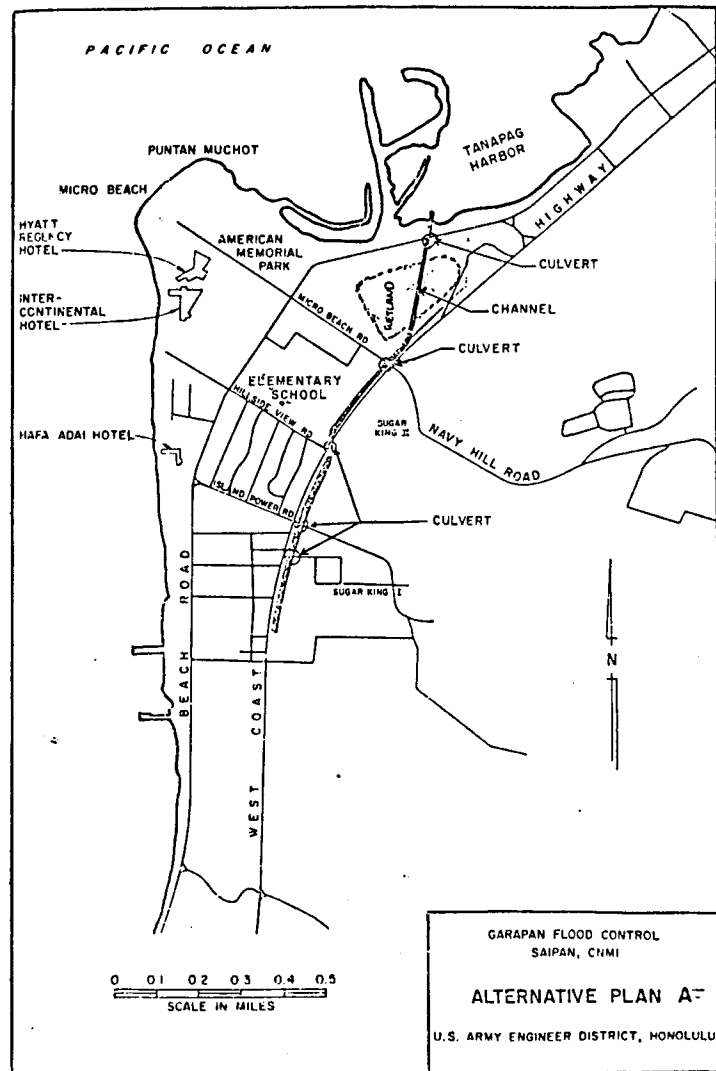 PACIFIC OCEAN
PUNTAN MUCHOT
MICRO BEACH
TANAPAG
HARBOR
HYATT
REGENCY
HOTEL
AMERICAN
MEMORIAL
PARK
INTER-
CONTINENTAL
HOTEL
HIGHWAY
CULVERT
WETLAND
CHANNEL
MICRO BEACH RD
CULVERT
ELEMENTARY
SCHOOL
HILLSIDE VIEW RD
SUGAR
KING II
NAVY HILL ROAD
HAFA ADAI HOTEL
ISLAND POWER RD
CULVERT
SUGAR KING I
BEACH ROAD
WEST COAST
N
0 0.1 0.2 0.3 0.4 0.5
SCALE IN MILES
GARAPAN FLOOD CONTROL
SAIPAN, CNMI
ALTERNATIVE PLAN A
U.S. ARMY ENGINEER DISTRICT, HONOLULU